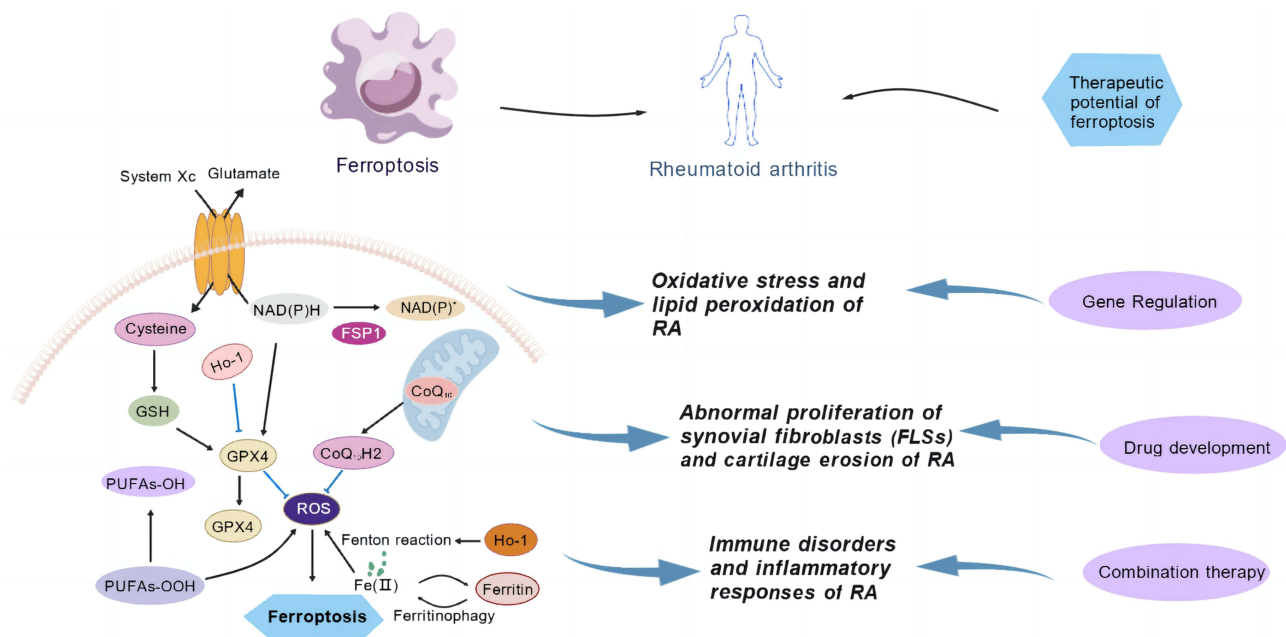 Therapeutic
potential of
ferroptosis
Ferroptosis
Rheumatoid arthritis
System Xc
Glutamate
Oxidative stress and
lipid peroxidation of
RA
Gene Regulation
NAD(P)H
NAD(P)⁺
FSP1
Cysteine
Ho-1
CoQ₁₀
GSH
Abnormal proliferation of
synovial fibroblasts (FLSs)
and cartilage erosion of RA
Drug development
GPX4
CoQ₁₀H2
PUFAs-OH
ROS
GPX4
Fenton reaction
Ho-1
Immune disorders
and inflammatory
responses of RA
Combination therapy
PUFAs-OOH
Fe(II)
Ferritin
Ferritinophagy
Ferroptosis